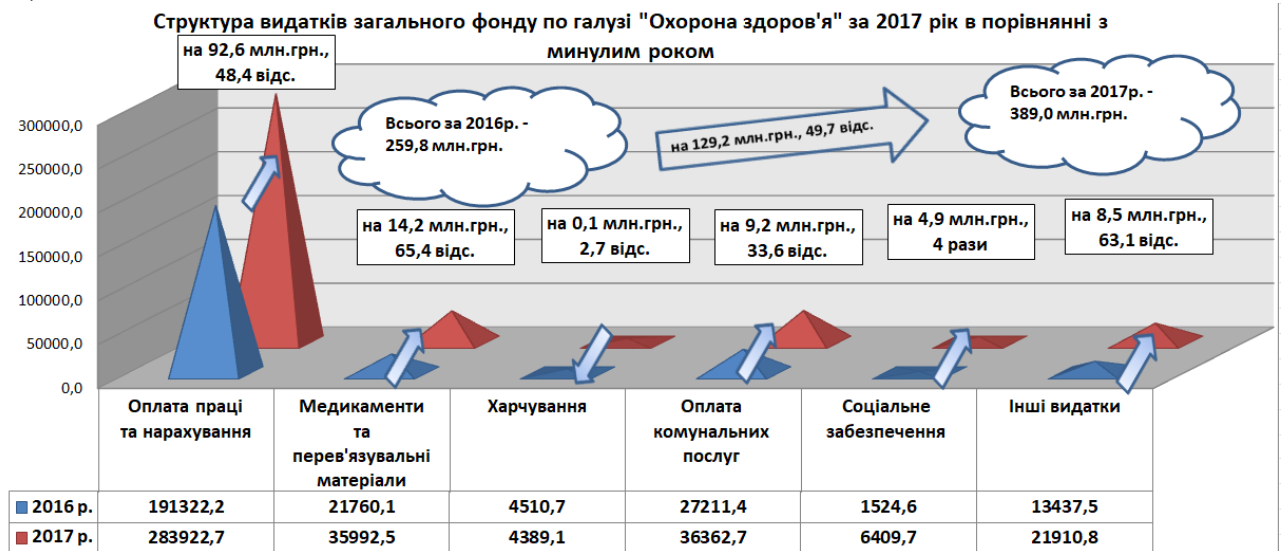 Структура видатків загального фонду по галузі "Охорона здоров'я" за 2017 рік в порівнянні з
минулим роком
на 92,6 млн.грн.,
48,4 відс.
Всього за 2016р. -
259,8 млн.грн.
на 129,2 млн.грн., 49,7 відс.
Всього за 2017р. -
389,0 млн.грн.
на 14,2 млн.грн.,
65,4 відс.
на 0,1 млн.грн.,
2,7 відс.
на 9,2 млн.грн.,
33,6 відс.
на 4,9 млн.грн.,
4 рази
на 8,5 млн.грн.,
63,1 відс.
300000,0
250000,0
200000,0
150000,0
100000,0
50000,0
0,0
Оплата праці
та нарахування
Медикаменти
та
перев'язувальні
матеріали
Харчування
Оплата
комунальних
послуг
Соціальне
забезпечення
Інші видатки
2016 р. 191322,2 21760,1 4510,7 27211,4 1524,6 13437,5
2017 р. 283922,7 35992,5 4389,1 36362,7 6409,7 21910,8